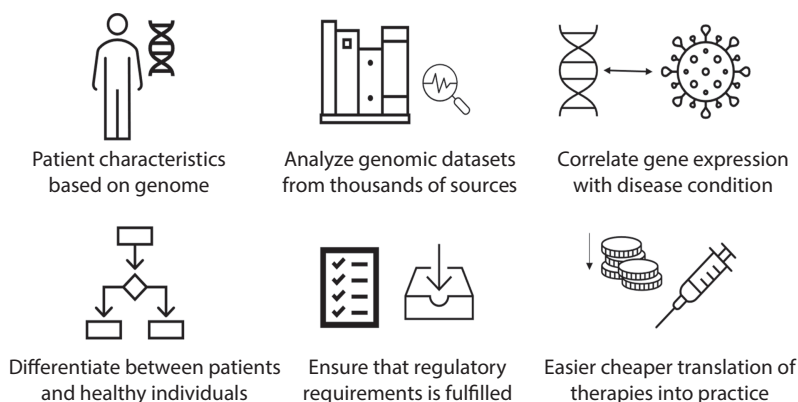 Patient characteristics
based on genome
Analyze genomic datasets
from thousands of sources
Correlate gene expression
with disease condition
Differentiate between patients
and healthy individuals
Ensure that regulatory
requirements is fulfilled
Easier cheaper translation of
therapies into practice